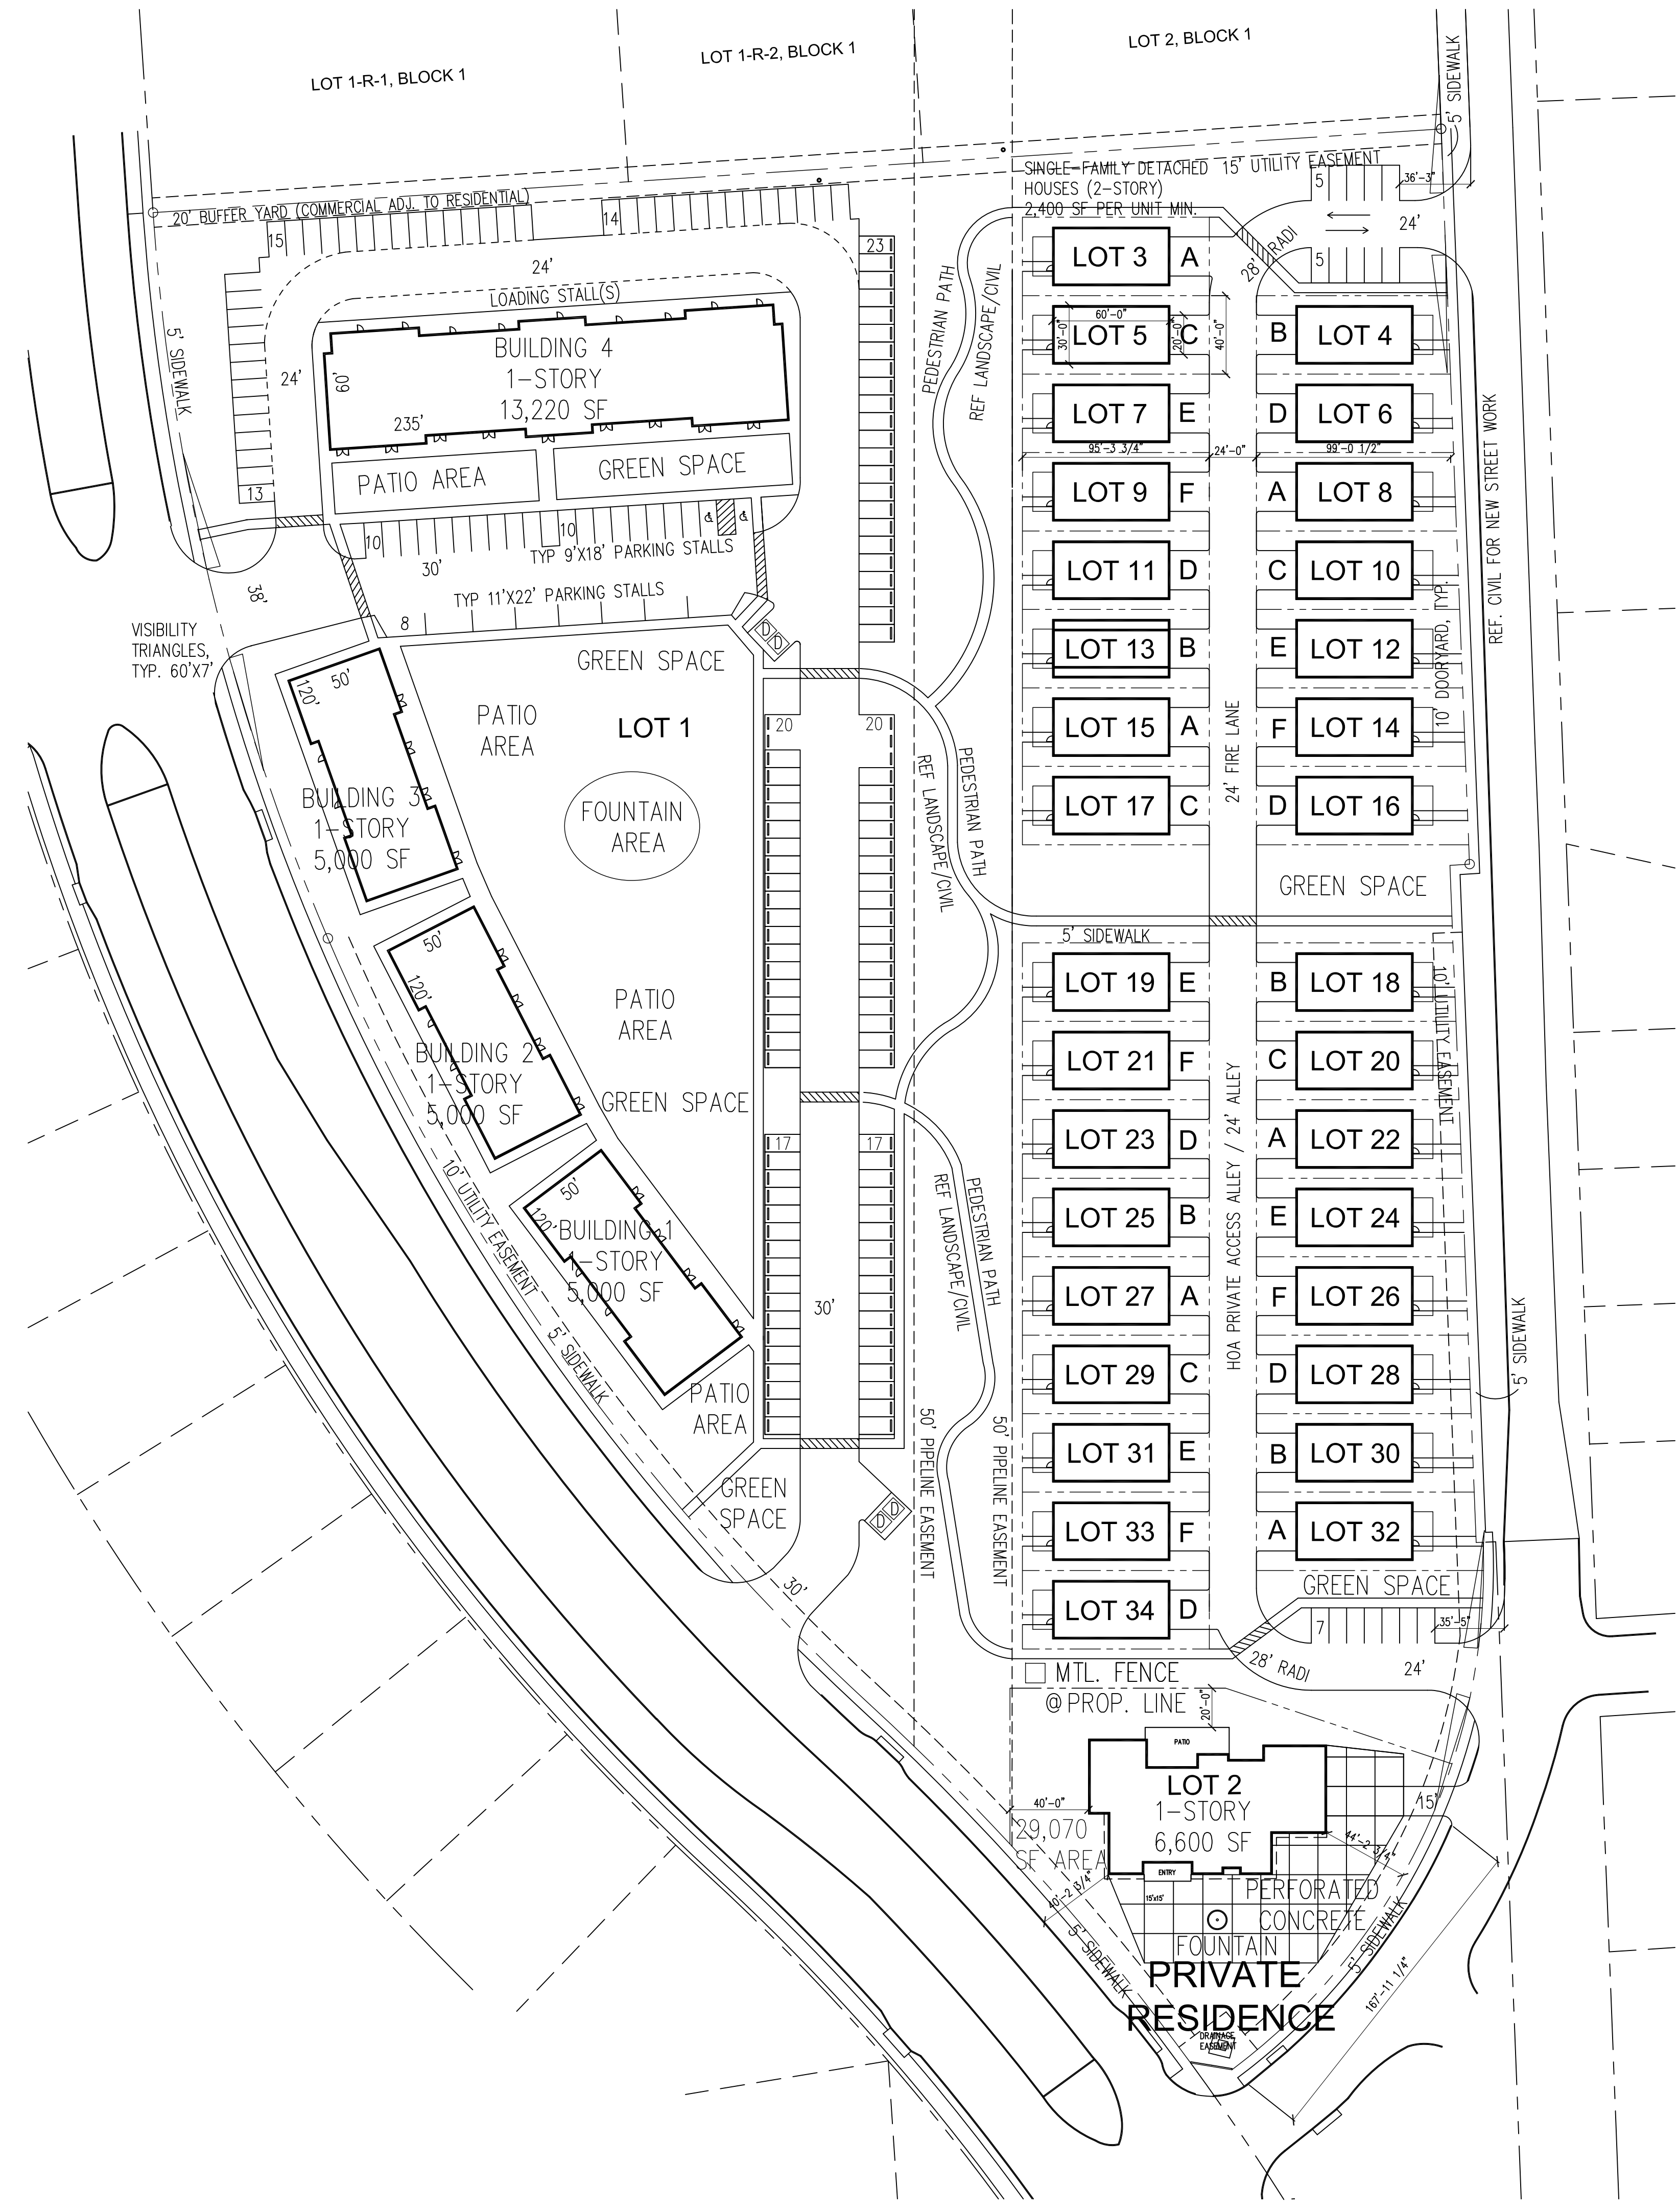 LOT 1-R-1, BLOCK 1
LOT 1-R-2, BLOCK 1
LOT 2, BLOCK 1
5' SIDEWALK
20' BUFFER YARD (COMMERCIAL ADJ. TO RESIDENTIAL)
SINGLE-FAMILY DETACHED
HOUSES (2-STORY)
2,400 SF PER UNIT MIN.
15' UTILITY EASEMENT
5
36'-3"
24'
5
28' RADI
15
14
23
24'
LOADING STALL(S)
BUILDING 4
1-STORY
13,220 SF
60'
235'
24'
5' SIDEWALK
13
PATIO AREA
GREEN SPACE
10
10
TYP 9'X18' PARKING STALLS
30'
TYP 11'X22' PARKING STALLS
8
38'
VISIBILITY
TRIANGLES,
TYP. 60'X7'
D
D
GREEN SPACE
PATIO
AREA
LOT 1
FOUNTAIN
AREA
20
20
120'
50'
BUILDING 3
1-STORY
5,000 SF
50'
120'
BUILDING 2
1-STORY
5,000 SF
PATIO
AREA
GREEN SPACE
17
17
50'
120'
BUILDING 1
1-STORY
5,000 SF
30'
10' UTILITY EASEMENT
5' SIDEWALK
PATIO
AREA
GREEN
SPACE
D
D
30'
PEDESTRIAN PATH
REF LANDSCAPE/CIVIL
PEDESTRIAN PATH
REF LANDSCAPE/CIVIL
PEDESTRIAN PATH
REF LANDSCAPE/CIVIL
50' PIPELINE EASEMENT
50' PIPELINE EASEMENT
LOT 3 A
LOT 5 C
60'-0"
30'-0"
20'-0"
40'-0"
B LOT 4
LOT 7 E
D LOT 6
95'-3 3/4"
24'-0"
99'-0 1/2"
LOT 9 F
A LOT 8
LOT 11 D
C LOT 10
LOT 13 B
E LOT 12
LOT 15 A
F LOT 14
LOT 17 C
D LOT 16
24' FIRE LANE
10' DOORYARD, TYP.
REF. CIVIL FOR NEW STREET WORK
GREEN SPACE
5' SIDEWALK
LOT 19 E
B LOT 18
LOT 21 F
C LOT 20
LOT 23 D
A LOT 22
LOT 25 B
E LOT 24
LOT 27 A
F LOT 26
LOT 29 C
D LOT 28
LOT 31 E
B LOT 30
LOT 33 F
A LOT 32
LOT 34 D
HOA PRIVATE ACCESS ALLEY / 24' ALLEY
10' UTILITY EASEMENT
5' SIDEWALK
GREEN SPACE
7
35'-5"
28' RADI
24'
MTL. FENCE
@ PROP. LINE
20'-0"
PATIO
LOT 2
1-STORY
6,600 SF
40'-0"
29,070
SF AREA
15'
44'-2 3/4"
40'-2 3/4"
ENTRY
15'x15'
PERFORATED
CONCRETE
FOUNTAIN
5' SIDEWALK
5' SIDEWALK
167'-11 1/4"
PRIVATE
RESIDENCE
DRAINAGE
EASEMENT